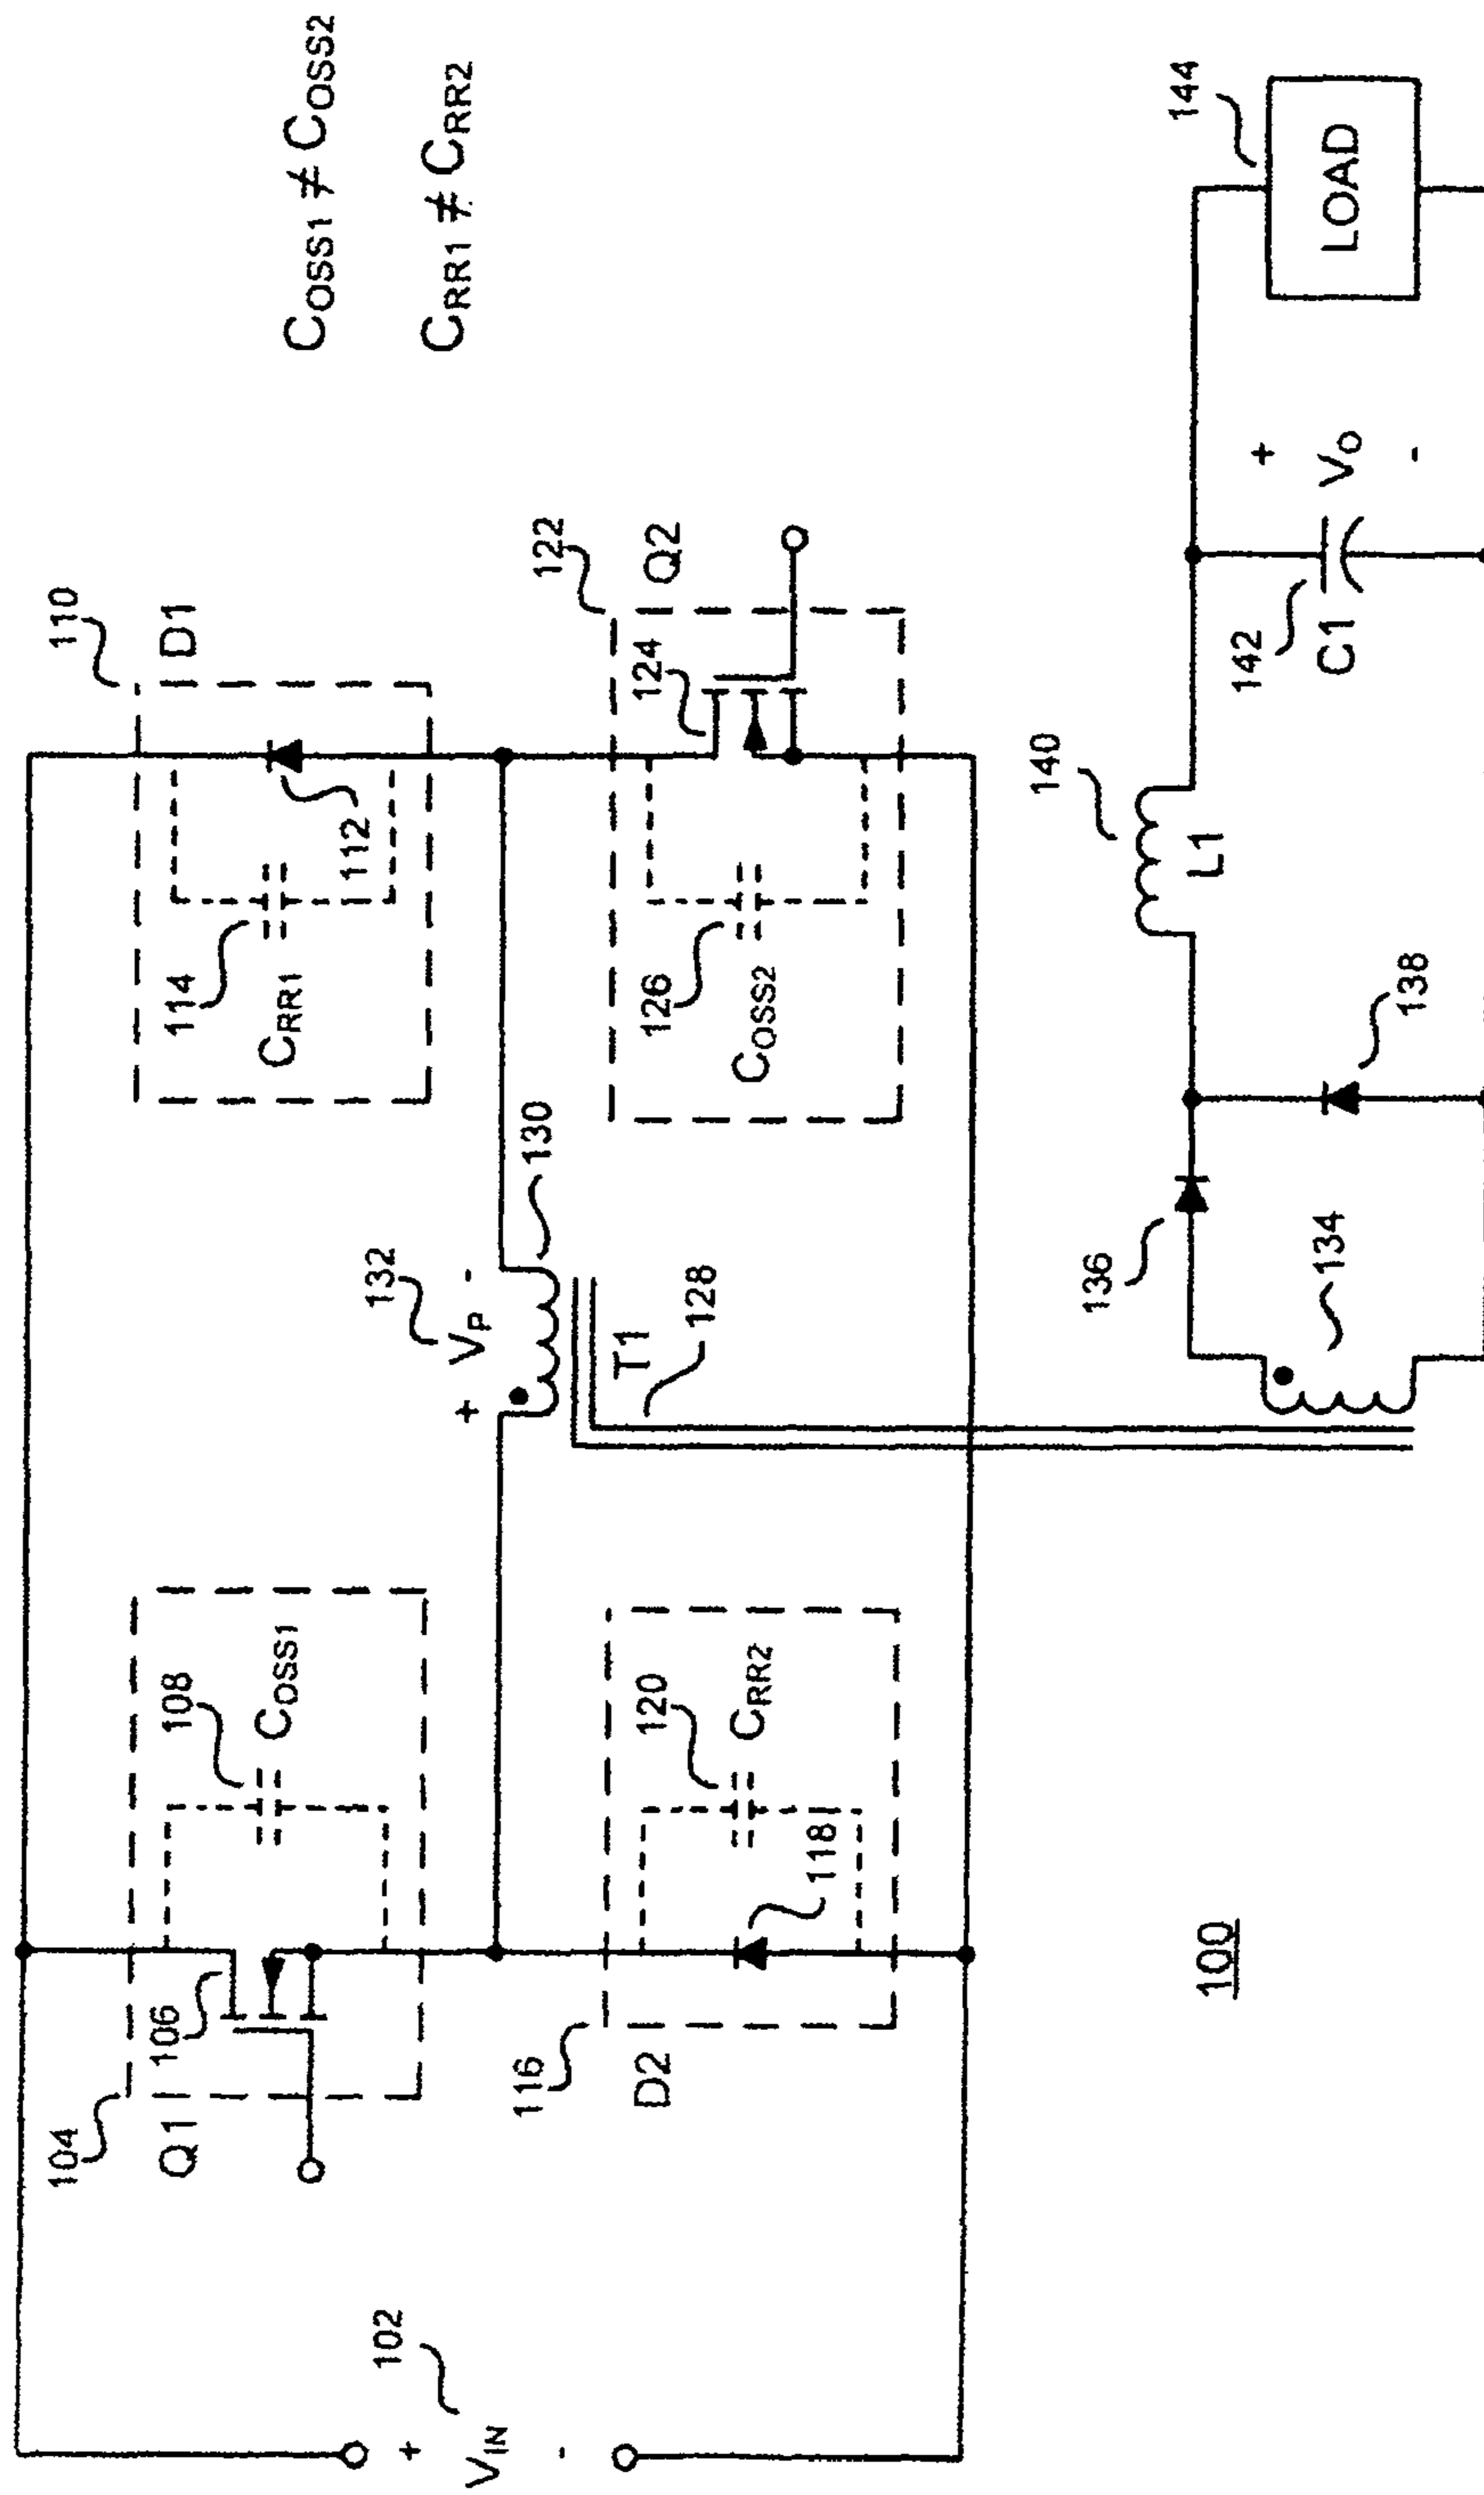 COSS1 ≠ COSS2
CRR1 ≠ CRR2
104
Q1
106
108
COSS1
110
D1
112
114
CRR1
102
+
VIN
-
116
D2
118
120
CRR2
132
+ VP -
130
T1
128
122
Q2
124
126
COSS2
136
134
138
140
L1
142
C1
+
VO
-
144
LOAD
100